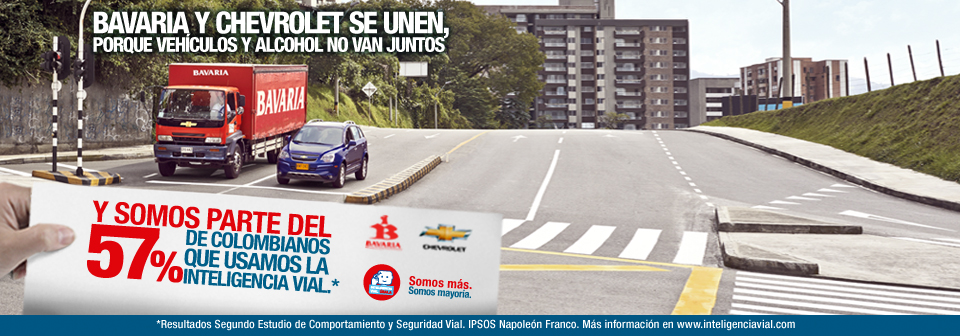 BAVARIA Y CHEVROLET SE UNEN,
PORQUE VEHÍCULOS Y ALCOHOL NO VAN JUNTOS
BAVARIA
BAVARIA
Y SOMOS PARTE DEL
57%
DE COLOMBIANOS
QUE USAMOS LA
INTELIGENCIA VIAL.*
BAVARIA
CHEVROLET
Somos más.
Somos mayoría.
*Resultados Segundo Estudio de Comportamiento y Seguridad Vial. IPSOS Napoleón Franco. Más información en www.inteligenciavial.com